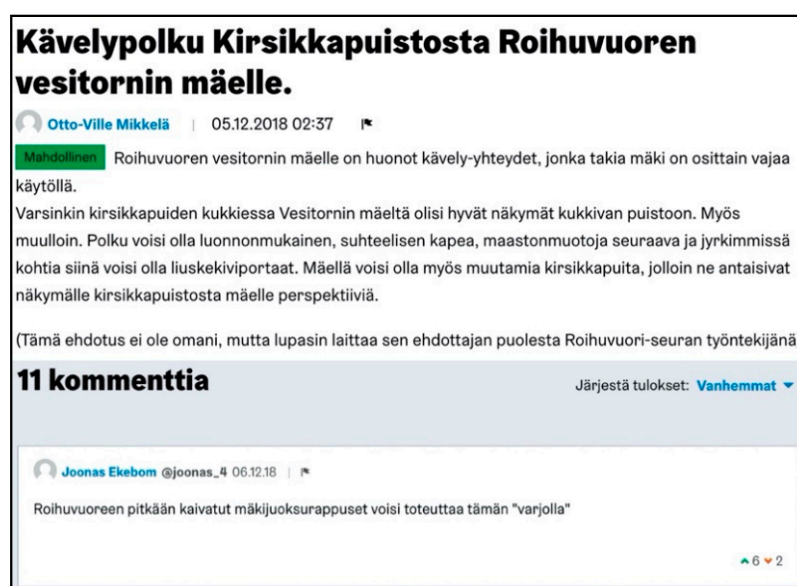 Kävelypolku Kirsikkapuistosta Roihuvuoren
vesitornin mäelle.
Otto-Ville Mikkelä | 05.12.2018 02:37
Mahdollinen Roihuvuoren vesitornin mäelle on huonot kävely-yhteydet, jonka takia mäki on osittain vajaa
käytöllä.
Varsinkin kirsikkapuiden kukkiessa Vesitornin mäeltä olisi hyvät näkymät kukkivan puistoon. Myös
muulloin. Polku voisi olla luonnonmukainen, suhteelisen kapea, maastonmuotoja seuraava ja jyrkimmissä
kohtia siinä voisi olla liuskekiviportaat. Mäellä voisi olla myös muutamia kirsikkapuita, jolloin ne antaisivat
näkymälle kirsikkapuistosta mäelle perspektiiviä.
(Tämä ehdotus ei ole omani, mutta lupasin laittaa sen ehdottajan puolesta Roihuvuori-seuran työntekijänä
11 kommenttia
Järjestä tulokset: Vanhemmat
Joonas Ekebom @joonas_4 06.12.18 |
Roihuvuoreen pitkään kaivatut mäkijuoksurappuset voisi toteuttaa tämän "varjolla"
6 2